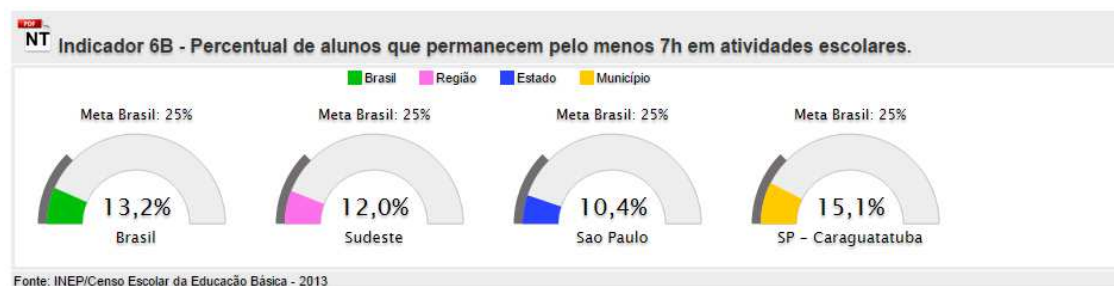 PDF
NT Indicador 6B - Percentual de alunos que permanecem pelo menos 7h em atividades escolares.
Brasil Região Estado Município
Meta Brasil: 25% Meta Brasil: 25% Meta Brasil: 25% Meta Brasil: 25%
13,2% 12,0% 10,4% 15,1%
Brasil Sudeste Sao Paulo SP - Caraguatatuba
Fonte: INEP/Censo Escolar da Educação Básica - 2013